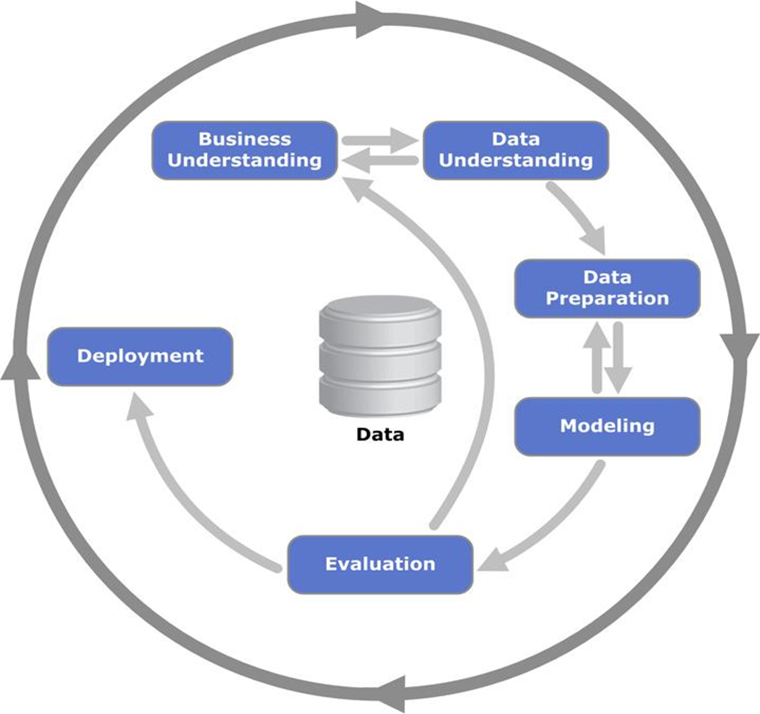 Business
Understanding
Data
Understanding
Data
Preparation
Modeling
Evaluation
Deployment
Data